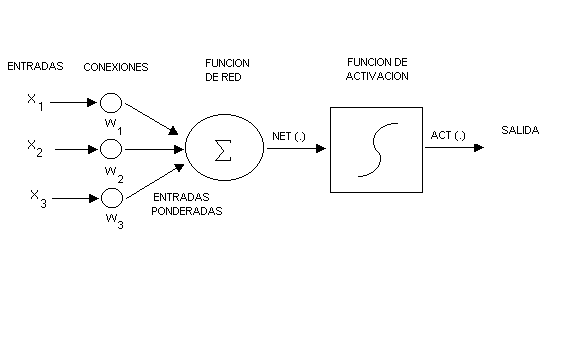 ENTRADAS
CONEXIONES
FUNCION
DE RED
FUNCION DE
ACTIVACION
X1
W1
X2
W2
X3
W3
Σ
ENTRADAS
PONDERADAS
NET (.)
ACT (.)
SALIDA